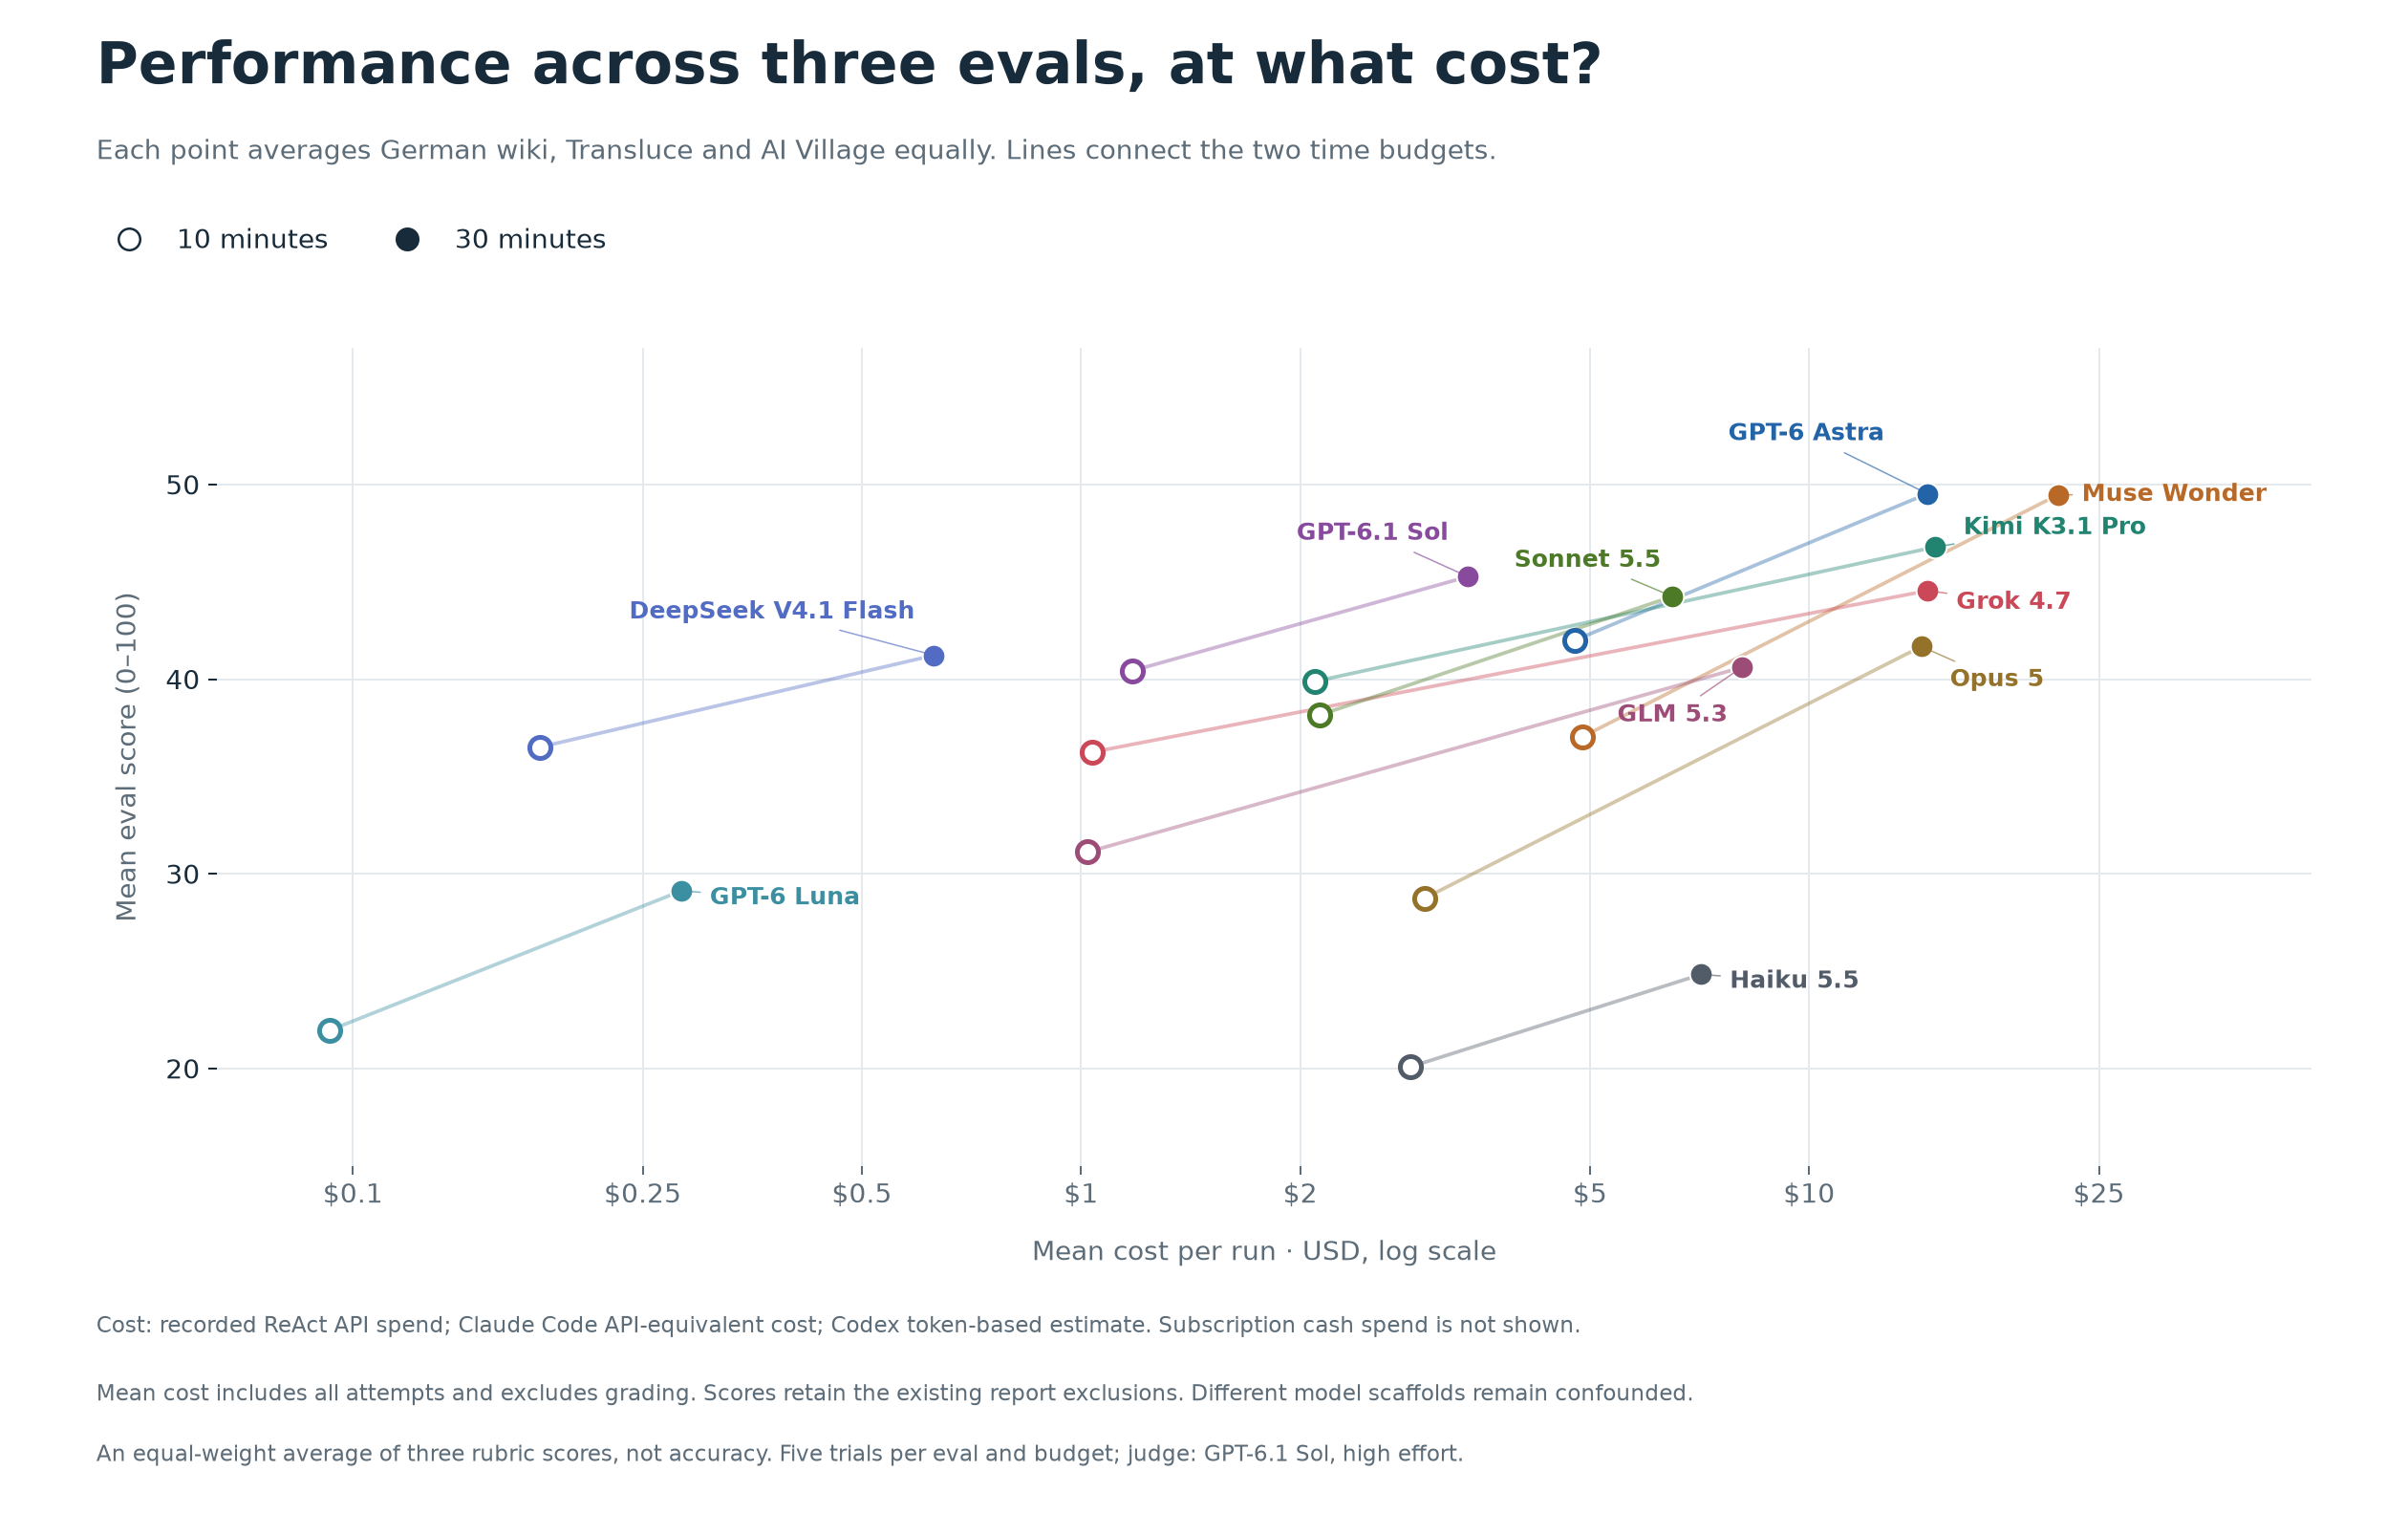 Performance across three evals, at what cost?
Each point averages German wiki, Transluce and AI Village equally. Lines connect the two time budgets.
10 minutes
30 minutes
GPT-6 Astra
50
Muse Wonder
Kimi K3.1 Pro
GPT-6.1 Sol
Sonnet 5.5
Grok 4.7
DeepSeek V4.1 Flash
40
Opus 5
GLM 5.3
Mean eval score (0–100)
30
GPT-6 Luna
Haiku 5.5
20
$0.1
$0.25
$0.5
$1
$2
$5
$10
$25
Mean cost per run · USD, log scale
Cost: recorded ReAct API spend; Claude Code API-equivalent cost; Codex token-based estimate. Subscription cash spend is not shown.
Mean cost includes all attempts and excludes grading. Scores retain the existing report exclusions. Different model scaffolds remain confounded.
An equal-weight average of three rubric scores, not accuracy. Five trials per eval and budget; judge: GPT-6.1 Sol, high effort.